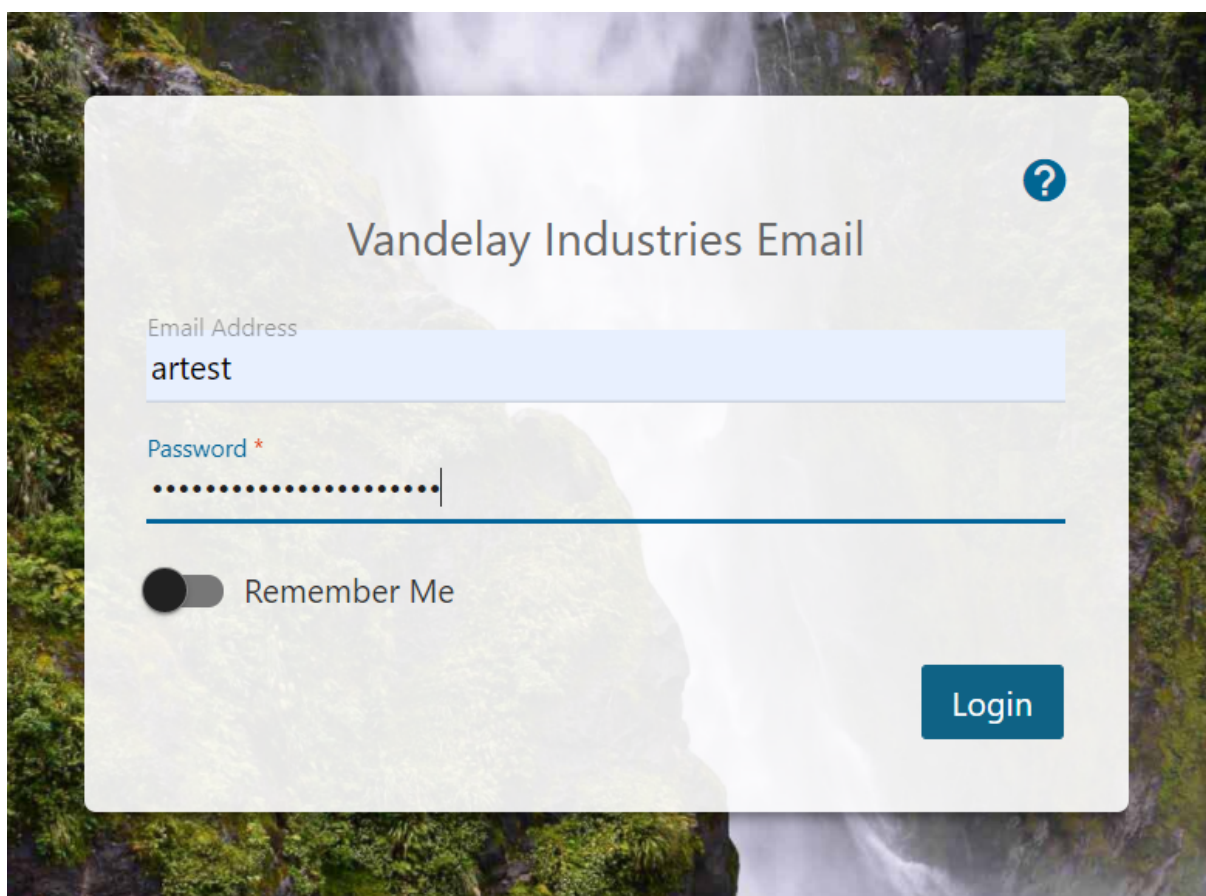 ?
Vandelay Industries Email
Email Address
artest
Password *
••••••••••••••••••••••
Remember Me
Login